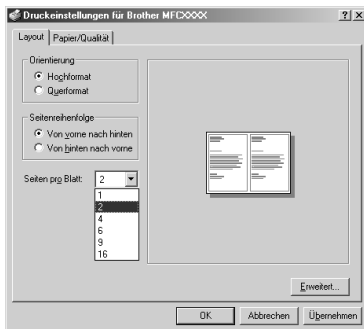 Druckeinstellungen für Brother MFCXXXX
Layout Papier/Qualität
Orientierung
Hochformat
Querformat
Seitenreihenfolge
Von vorne nach hinten
Von hinten nach vorne
Seiten pro Blatt: 2
1
2
4
6
9
16
Erweitert...
OK Abbrechen Übernehmen